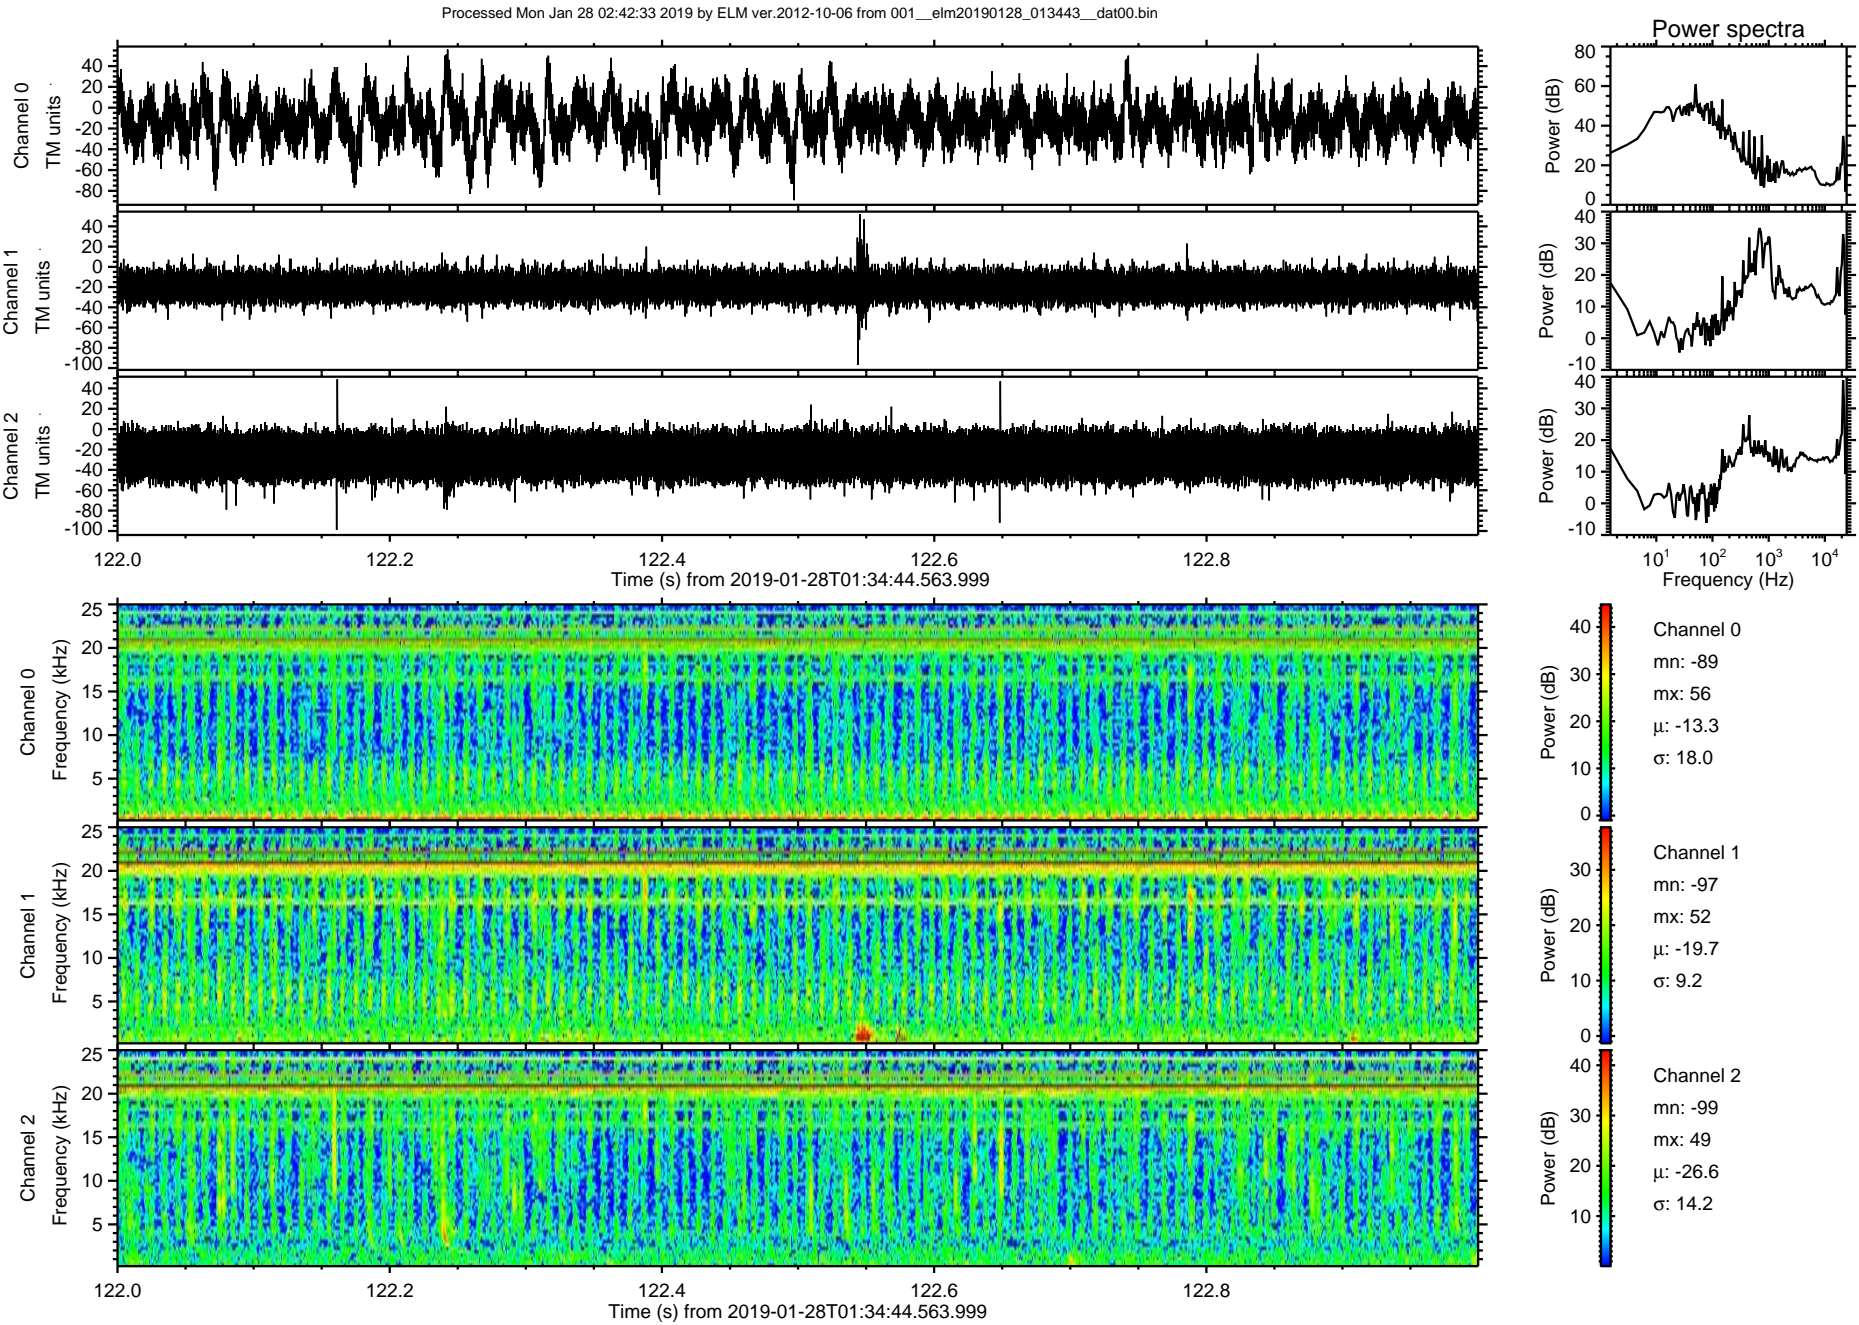 Processed Mon Jan 28 02:42:33 2019 by ELM ver.2012-10-06 from 001__elm20190128_013443__dat00.bin
Power spectra
Channel 0
TM units
40
20
0
-20
-40
-60
-80
Power (dB)
80
60
40
20
0
Channel 1
TM units
40
20
0
-20
-40
-60
-80
-100
Power (dB)
40
30
20
10
0
-10
Channel 2
TM units
40
20
0
-20
-40
-60
-80
-100
Power (dB)
40
30
20
10
0
-10
122.0 122.2 122.4 122.6 122.8
Time (s) from 2019-01-28T01:34:44.563.999
10¹ 10² 10³ 10⁴
Frequency (Hz)
Channel 0
Frequency (kHz)
25
20
15
10
5
Power (dB)
40
30
20
10
0
Channel 0
mn: -89
mx: 56
μ: -13.3
σ: 18.0
Channel 1
Frequency (kHz)
25
20
15
10
5
Power (dB)
30
20
10
0
Channel 1
mn: -97
mx: 52
μ: -19.7
σ: 9.2
Channel 2
Frequency (kHz)
25
20
15
10
5
Power (dB)
40
30
20
10
Channel 2
mn: -99
mx: 49
μ: -26.6
σ: 14.2
122.0 122.2 122.4 122.6 122.8
Time (s) from 2019-01-28T01:34:44.563.999